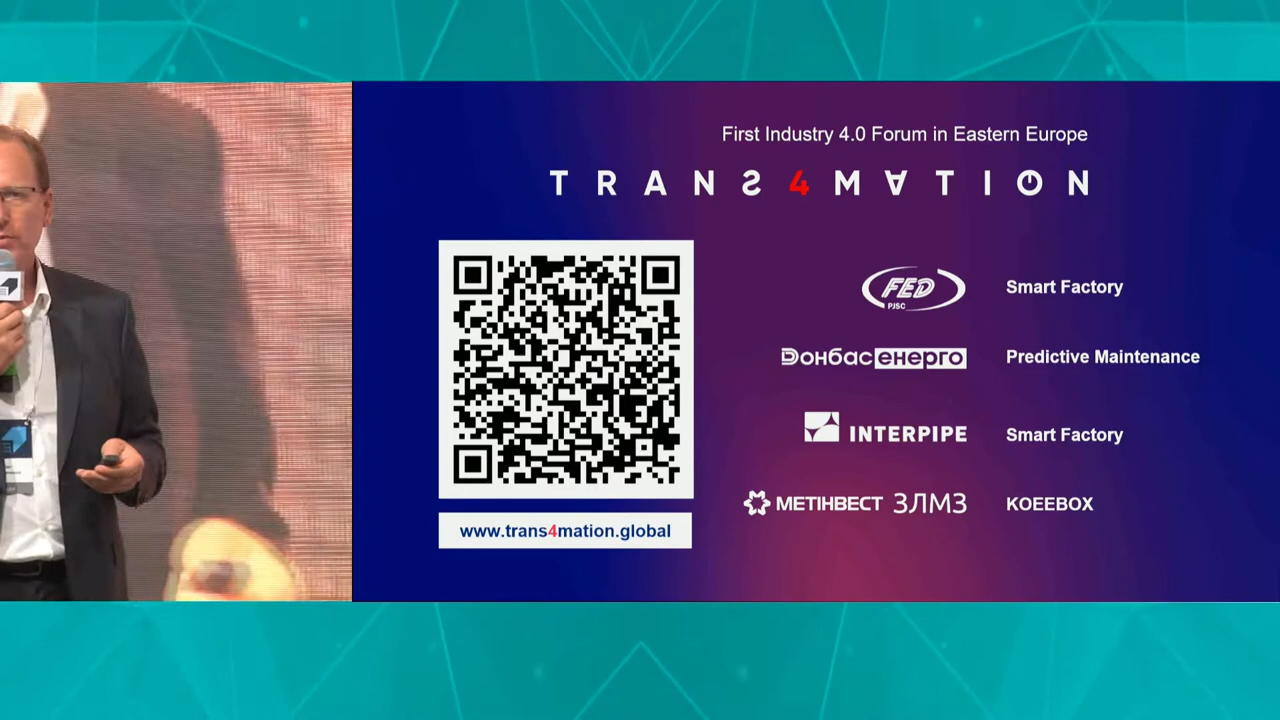 First Industry 4.0 Forum in Eastern Europe
TRANS4MATION
FED
PJSC
Smart Factory
Донбасенерго
Predictive Maintenance
INTERPIPE
Smart Factory
МЕТІНВЕСТ ЗЛМЗ
KOEEBOX
www.trans4mation.global